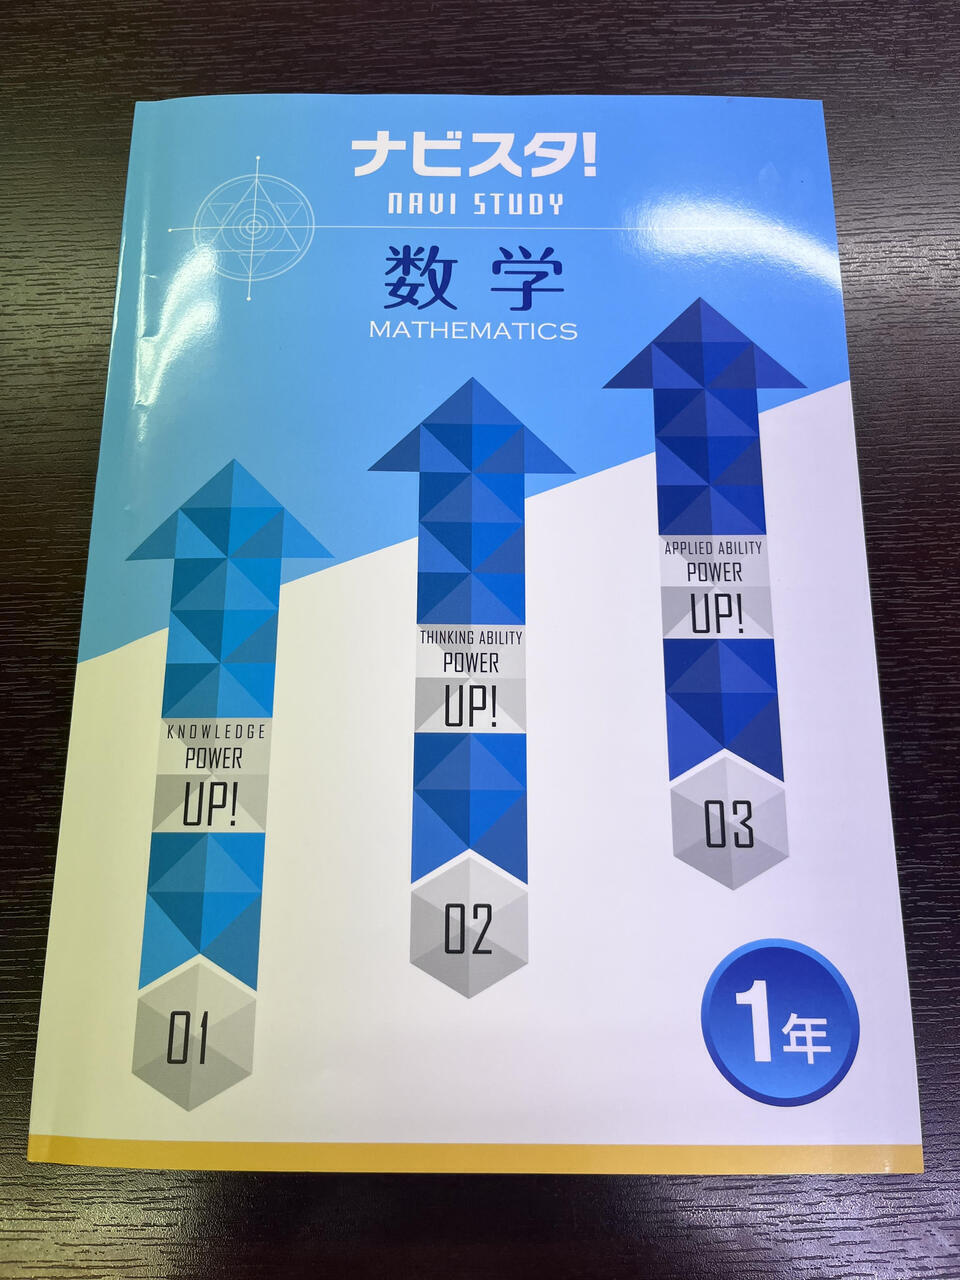 ナビスタ!
NAVI STUDY
数学
MATHEMATICS
KNOWLEDGE
POWER
UP!
01
THINKING ABILITY
POWER
UP!
02
APPLIED ABILITY
POWER
UP!
03
1年